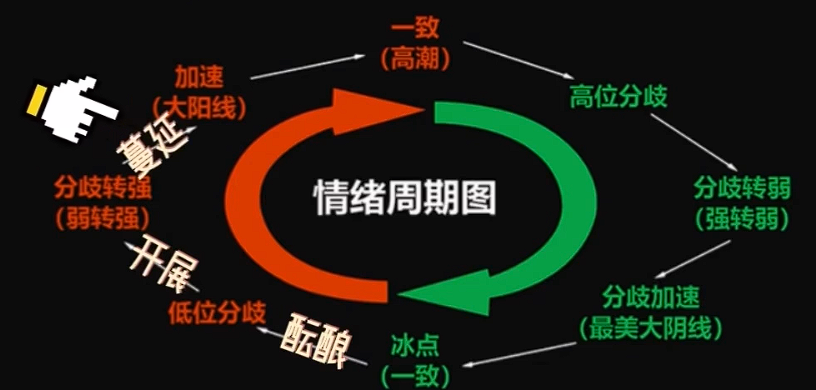 一致
(高潮)
加速
(大阳线)
高位分歧
蔓延
分歧转强
(弱转强)
情绪周期图
分歧转弱
(强转弱)
开展
低位分歧
分歧加速
(最美大阴线)
酝酿
冰点
(一致)